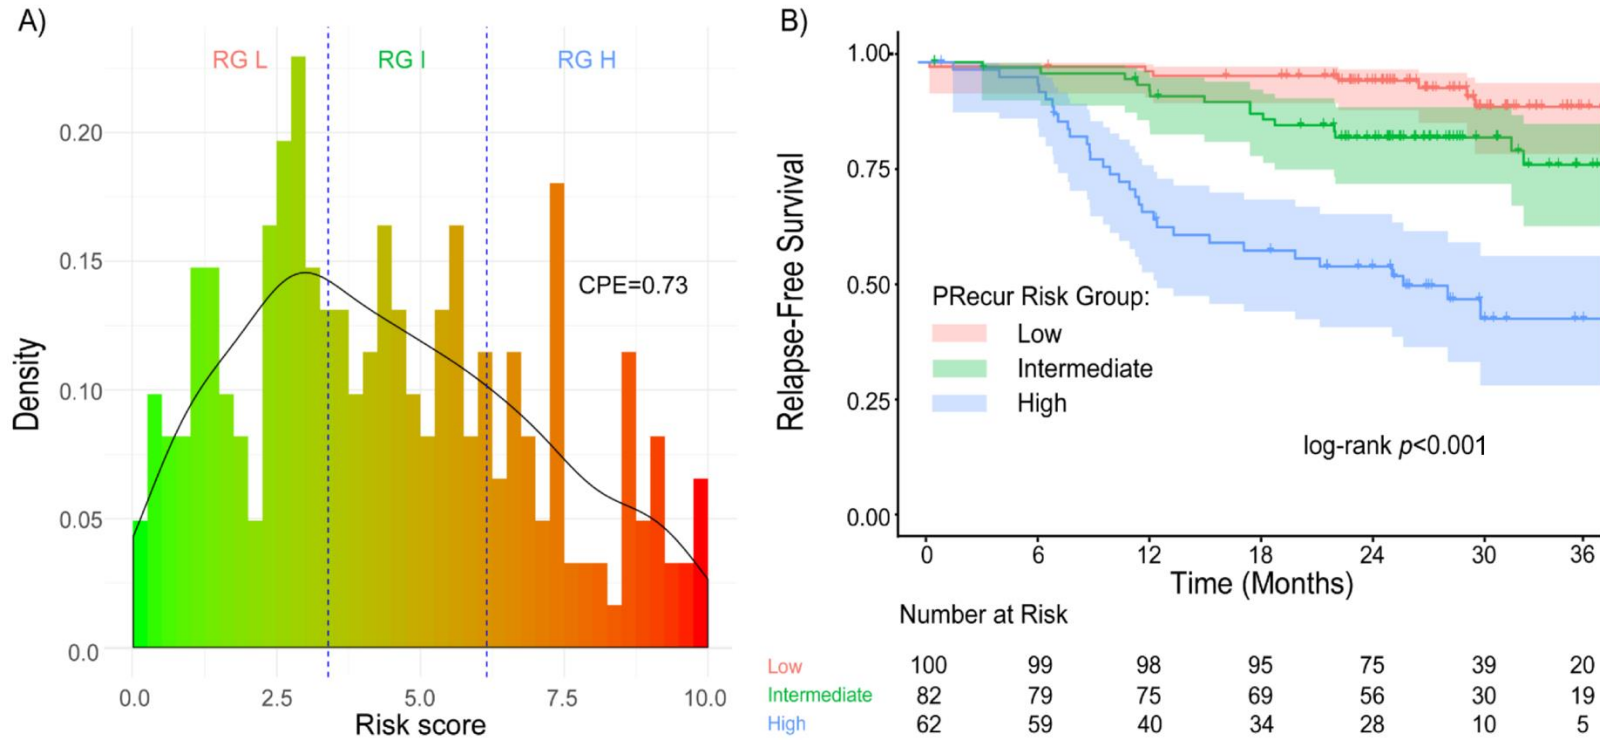 A)
RG L RG I RG H
0.20
0.15
0.10
0.05
0.0
Density
CPE=0.73
0.0 2.5 5.0 7.5 10.0
Risk score
B)
1.00
0.75
0.50
0.25
0.00
Relapse-Free Survival
PRecur Risk Group:
Low
Intermediate
High
log-rank p<0.001
0 6 12 18 24 30 36
Time (Months)
Number at Risk
Low 100 99 98 95 75 39 20
Intermediate 82 79 75 69 56 30 19
High 62 59 40 34 28 10 5